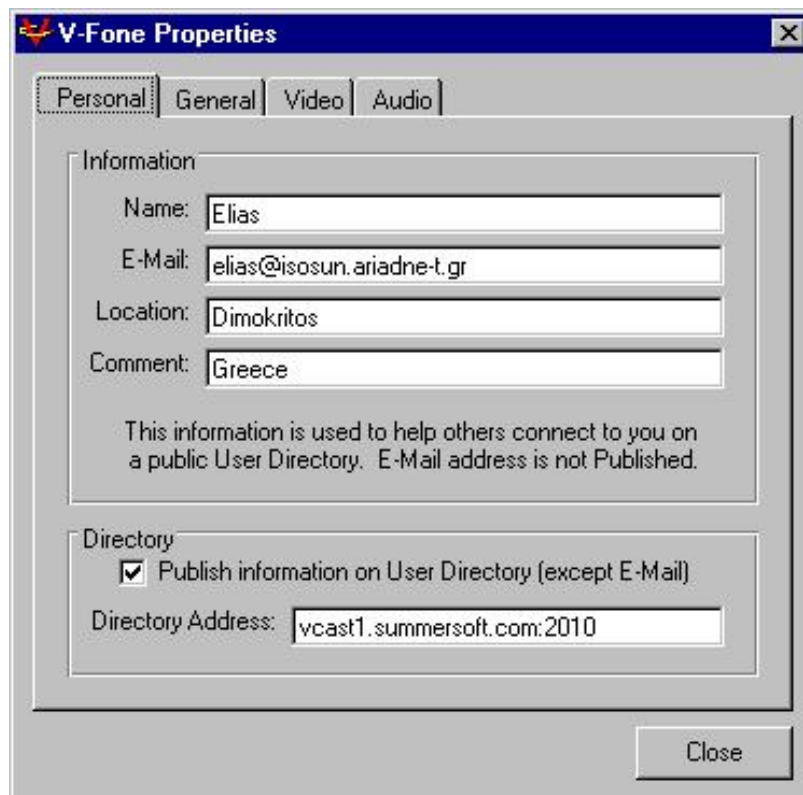 V-Fone Properties
Personal General Video Audio
Information
Name: Elias
E-Mail: elias@isosun.ariadne-t.gr
Location: Dimokritos
Comment: Greece
This information is used to help others connect to you on
a public User Directory. E-Mail address is not Published.
Directory
Publish information on User Directory (except E-Mail)
Directory Address: vcast1.summersoft.com:2010
Close